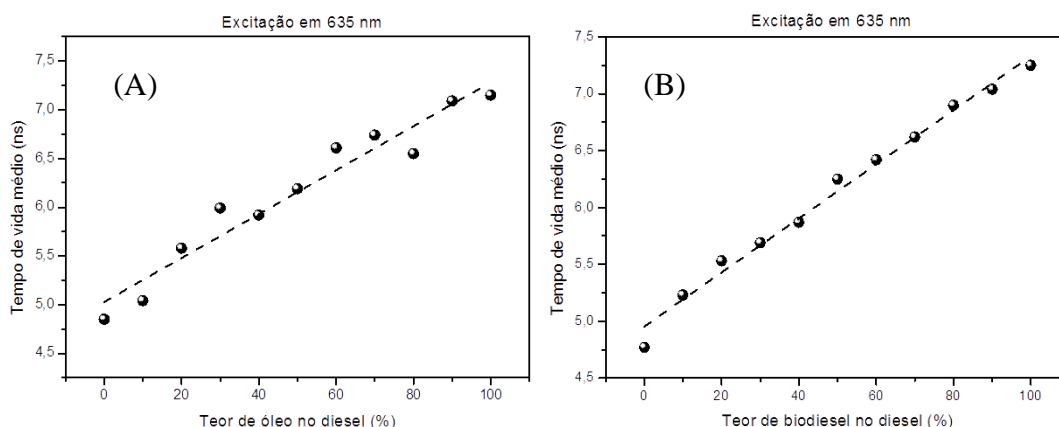 Excitação em 635 nm
(A)
Tempo de vida médio (ns)
7,5
7,0
6,5
6,0
5,5
5,0
4,5
0 20 40 60 80 100
Teor de óleo no diesel (%)
Excitação em 635 nm
(B)
Tempo de vida médio (ns)
7,5
7,0
6,5
6,0
5,5
5,0
4,5
0 20 40 60 80 100
Teor de biodiesel no diesel (%)